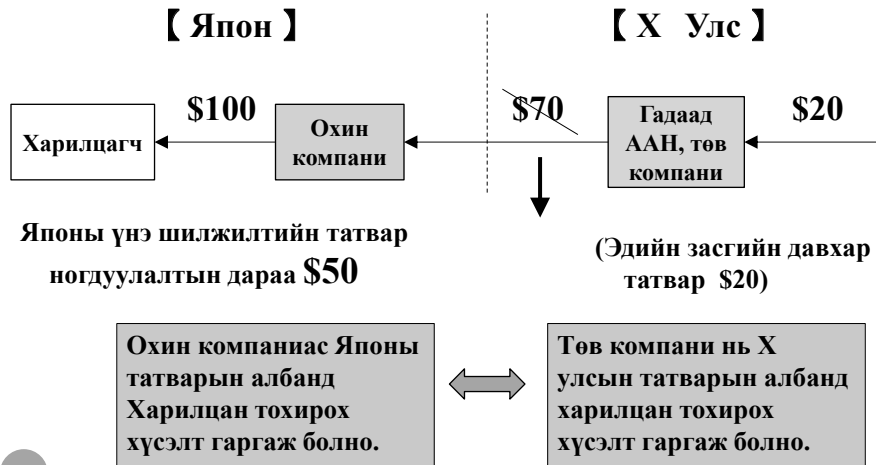 【 Япон 】
【 X Улс 】
$100
$70
$20
Харилцагч
Охин
компани
Гадаад
ААН, төв
компани
Японы үнэ шилжилтийн татвар
ногдуулалтын дараа $50
(Эдийн засгийн давхар
татвар $20)
Охин компаниас Японы
татварын албанд
Харилцан тохирох
хүсэлт гаргаж болно.
Төв компани нь X
улсын татварын албанд
харилцан тохирох
хүсэлт гаргаж болно.